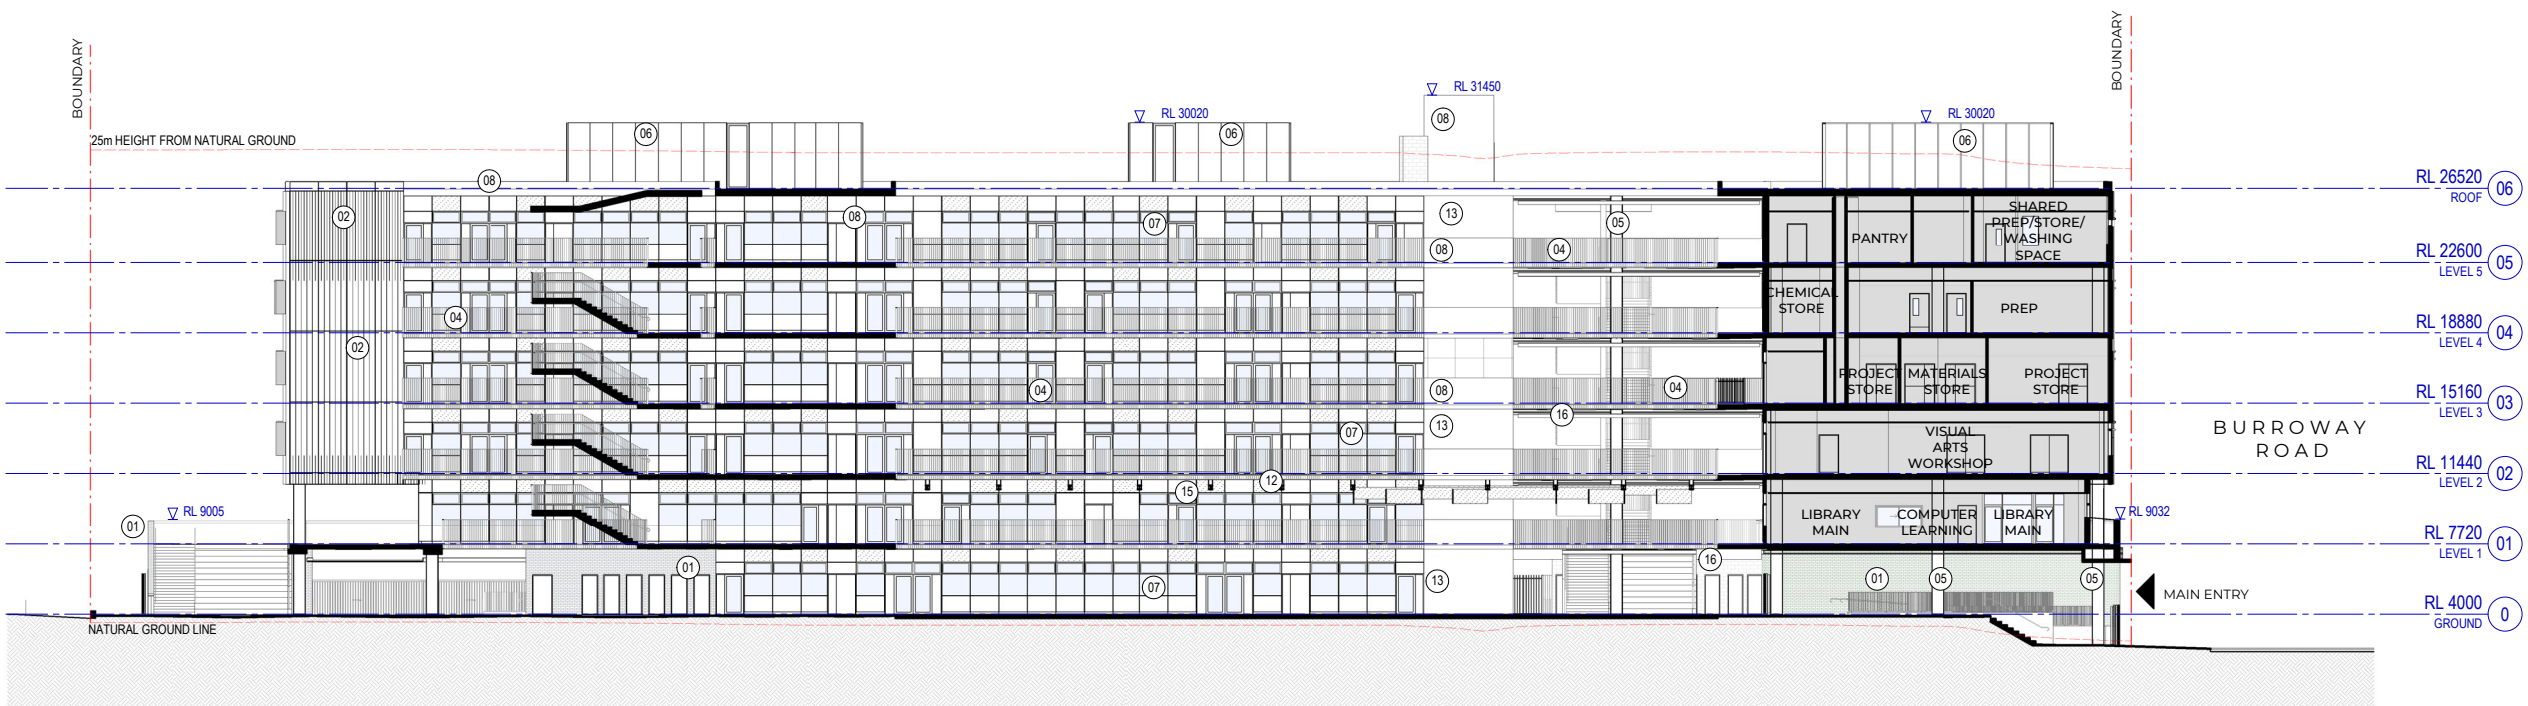 BOUNDARY
BOUNDARY
RL 31450
08
RL 30020
RL 30020
06
06
06
25m HEIGHT FROM NATURAL GROUND
08
RL 26520
06
ROOF
02
08
07
13
05
SHARED
PREP/STORE/
WASHING
SPACE
PANTRY
08
04
RL 22600
05
LEVEL 5
CHEMICAL
STORE
PREP
04
RL 18880
04
LEVEL 4
02
04
08
04
PROJECT
STORE
MATERIALS
STORE
PROJECT
STORE
RL 15160
03
LEVEL 3
07
13
16
VISUAL
ARTS
WORKSHOP
BURROWAY
ROAD
RL 11440
02
LEVEL 2
12
15
RL 9005
01
LIBRARY
MAIN
COMPUTER
LEARNING
LIBRARY
MAIN
RL 9032
RL 7720
01
LEVEL 1
01
07
13
16
01
05
05
MAIN ENTRY
RL 4000
0
GROUND
NATURAL GROUND LINE